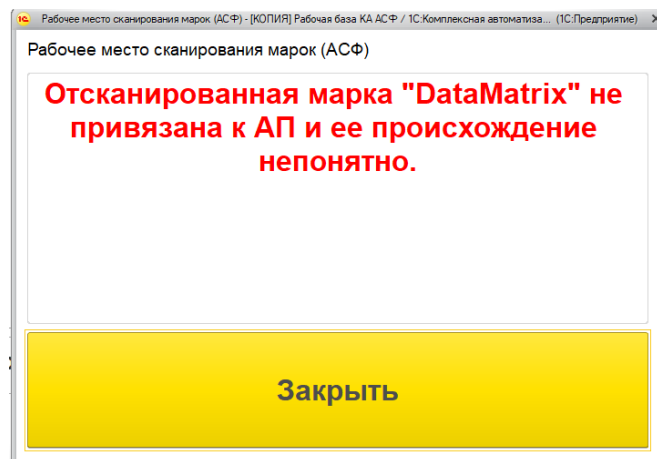 Рабочее место сканирования марок (АСФ) - [КОПИЯ] Рабочая база КА АСФ / 1С:Комплексная автоматиза... (1С:Предприятие)
Рабочее место сканирования марок (АСФ)
Отсканированная марка "DataMatrix" не
привязана к АП и ее происхождение
непонятно.
Закрыть